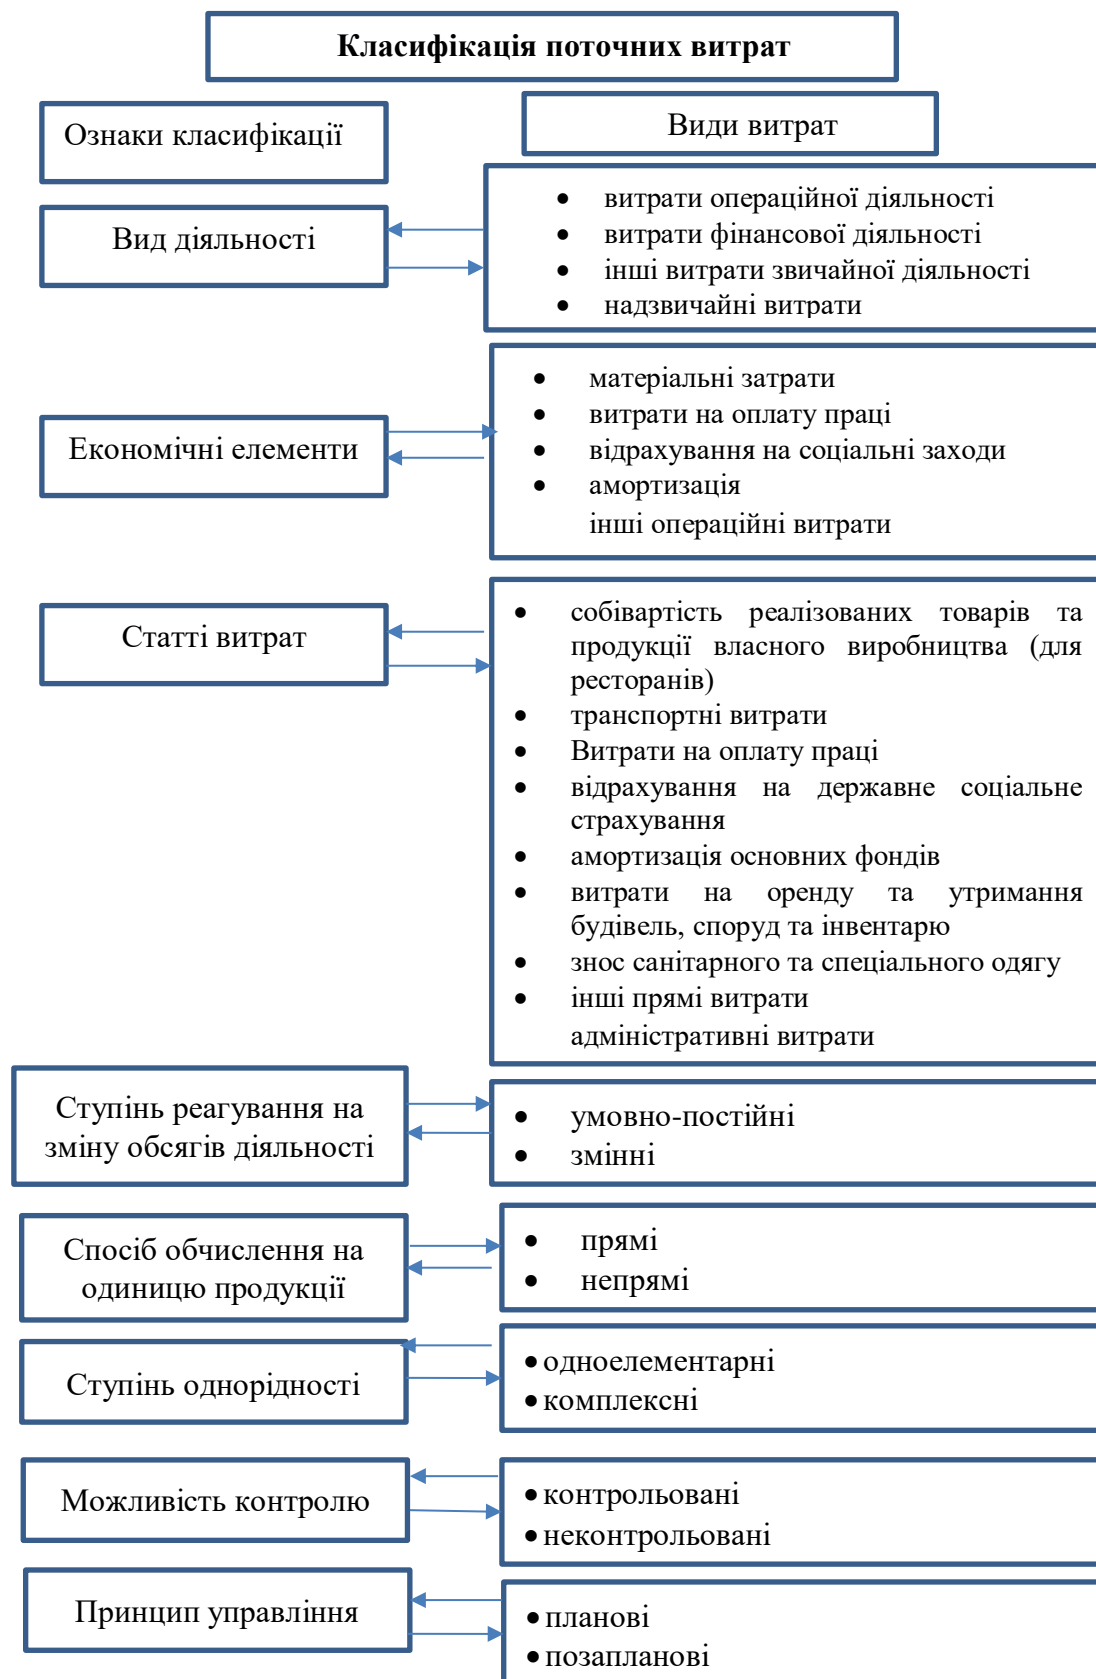 Класифікація поточних витрат
Ознаки класифікації
Види витрат
Вид діяльності
• витрати операційної діяльності
• витрати фінансової діяльності
• інші витрати звичайної діяльності
• надзвичайні витрати
Економічні елементи
• матеріальні затрати
• витрати на оплату праці
• відрахування на соціальні заходи
• амортизація
інші операційні витрати
Статті витрат
• собівартість реалізованих товарів та
продукції власного виробництва (для
ресторанів)
• транспортні витрати
• Витрати на оплату праці
• відрахування на державне соціальне
страхування
• амортизація основних фондів
• витрати на оренду та утримання
будівель, споруд та інвентарю
• знос санітарного та спеціального одягу
• інші прямі витрати
адміністративні витрати
Ступінь реагування на
зміну обсягів діяльності
• умовно-постійні
• змінні
Спосіб обчислення на
одиницю продукції
• прямі
• непрямі
Ступінь однорідності
• одноелементарні
• комплексні
Можливість контролю
• контрольовані
• неконтрольовані
Принцип управління
• планові
• позапланові